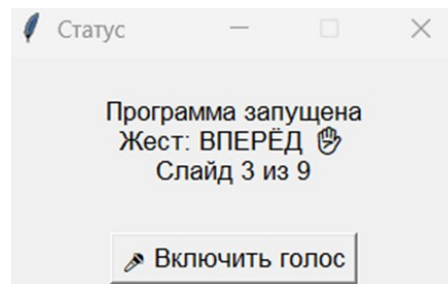 Статус
Программа запущена
Жест: ВПЕРЁД 🖐
Слайд 3 из 9
🎤 Включить голос